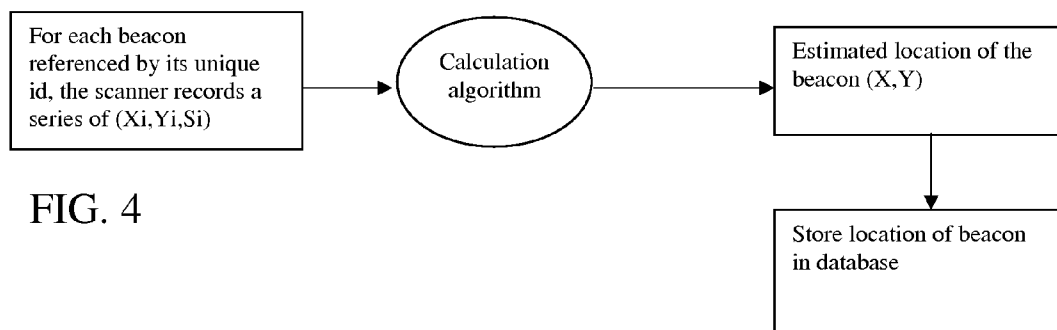 For each beacon
referenced by its unique
id, the scanner records a
series of (Xi,Yi,Si)
Calculation
algorithm
Estimated location of the
beacon (X,Y)
Store location of beacon
in database
FIG. 4